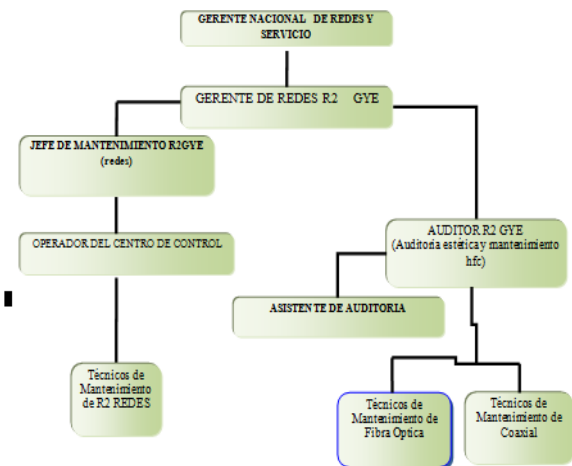 GERENTE NACIONAL DE REDES Y
SERVICIO
GERENTE DE REDES R2 GYE
JEFE DE MANTENIMIENTO R2GYE
(redes)
OPERADOR DEL CENTRO DE CONTROL
AUDITOR R2 GYE
(Auditoria estética y mantenimiento
hfc)
ASISTENTE DE AUDITORIA
Técnicos de
Mantenimiento
de R2 REDES
Técnicos de
Mantenimiento de
Fibra Optica
Técnicos de
Mantenimiento de
Coaxial